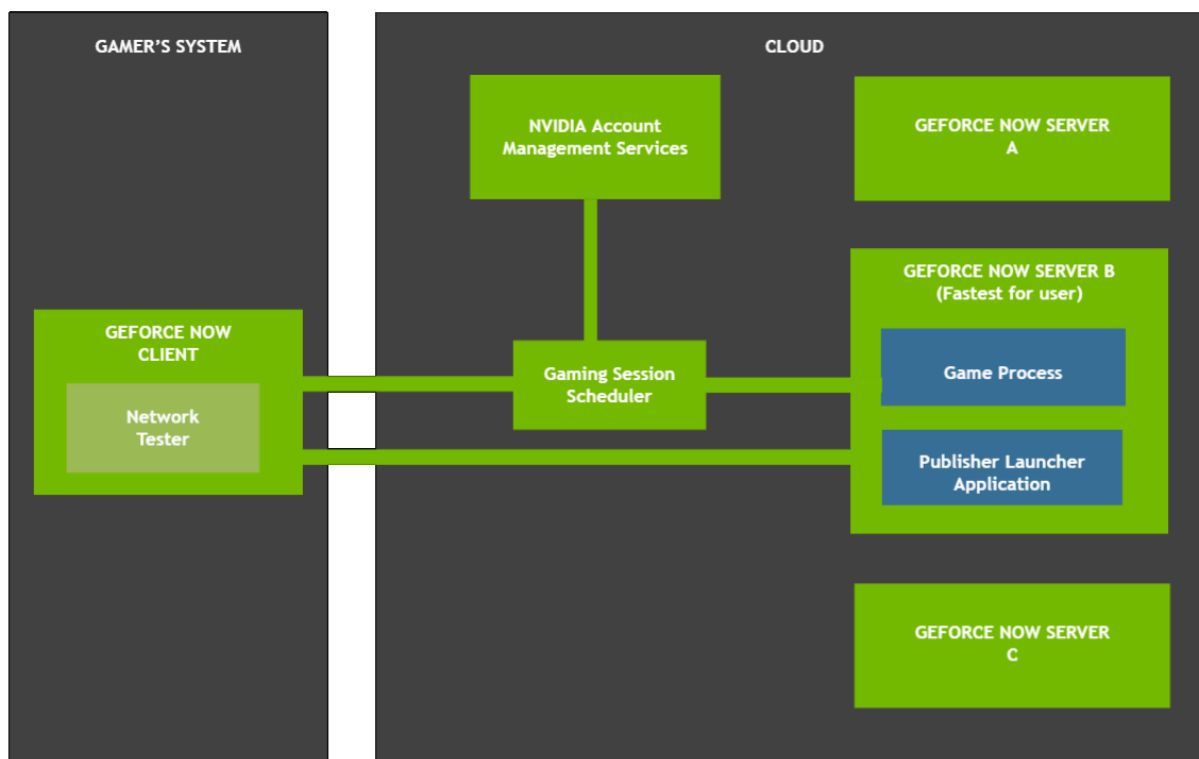 GAMER'S SYSTEM
GEFORCE NOW
CLIENT
Network
Tester
CLOUD
NVIDIA Account
Management Services
Gaming Session
Scheduler
GEFORCE NOW SERVER
A
GEFORCE NOW SERVER B
(Fastest for user)
Game Process
Publisher Launcher
Application
GEFORCE NOW SERVER
C